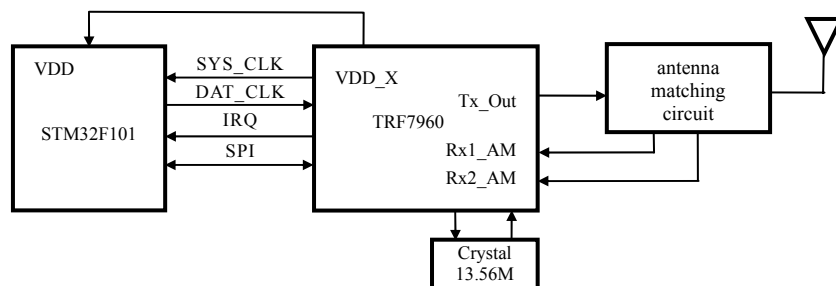 VDD
STM32F101
SYS_CLK
DAT_CLK
IRQ
SPI
VDD_X
Tx_Out
TRF7960
Rx1_AM
Rx2_AM
antenna
matching
circuit
Crystal
13.56M